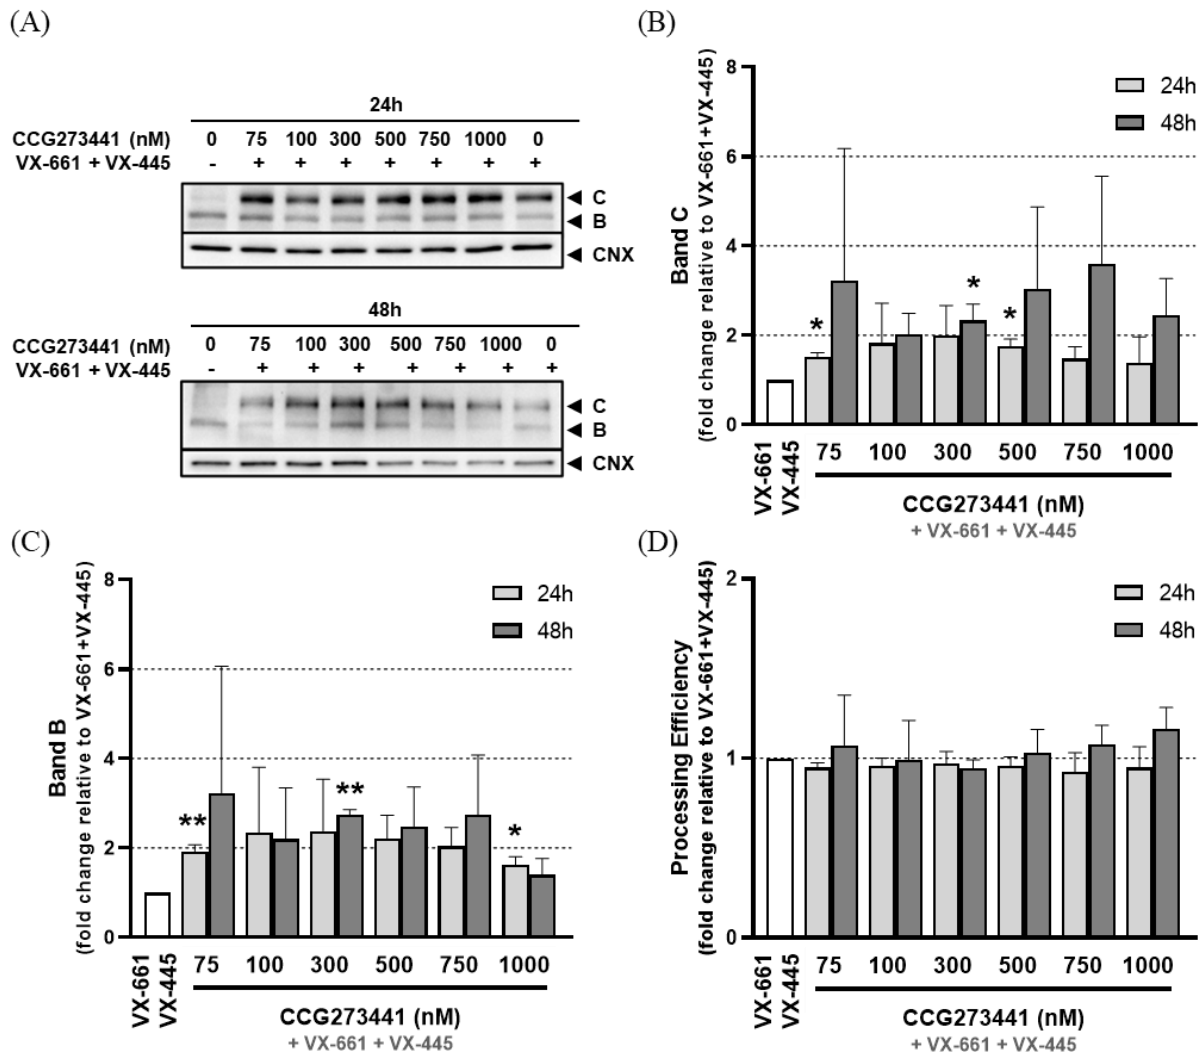 (A)
24h
CCG273441 (nM) 0 75 100 300 500 750 1000 0
VX-661 + VX-445 - + + + + + + +
C
B
CNX
48h
CCG273441 (nM) 0 75 100 300 500 750 1000 0
VX-661 + VX-445 - + + + + + + +
C
B
CNX
(B)
Band C
(fold change relative to VX-661+VX-445)
8
6
4
2
0
24h
48h
*
*
*
VX-661
VX-445
75 100 300 500 750 1000
CCG273441 (nM)
+ VX-661 + VX-445
(C)
Band B
(fold change relative to VX-661+VX-445)
8
6
4
2
0
24h
48h
**
**
*
VX-661
VX-445
75 100 300 500 750 1000
CCG273441 (nM)
+ VX-661 + VX-445
(D)
Processing Efficiency
(fold change relative to VX-661+VX-445)
2
1
0
24h
48h
VX-661
VX-445
75 100 300 500 750 1000
CCG273441 (nM)
+ VX-661 + VX-445